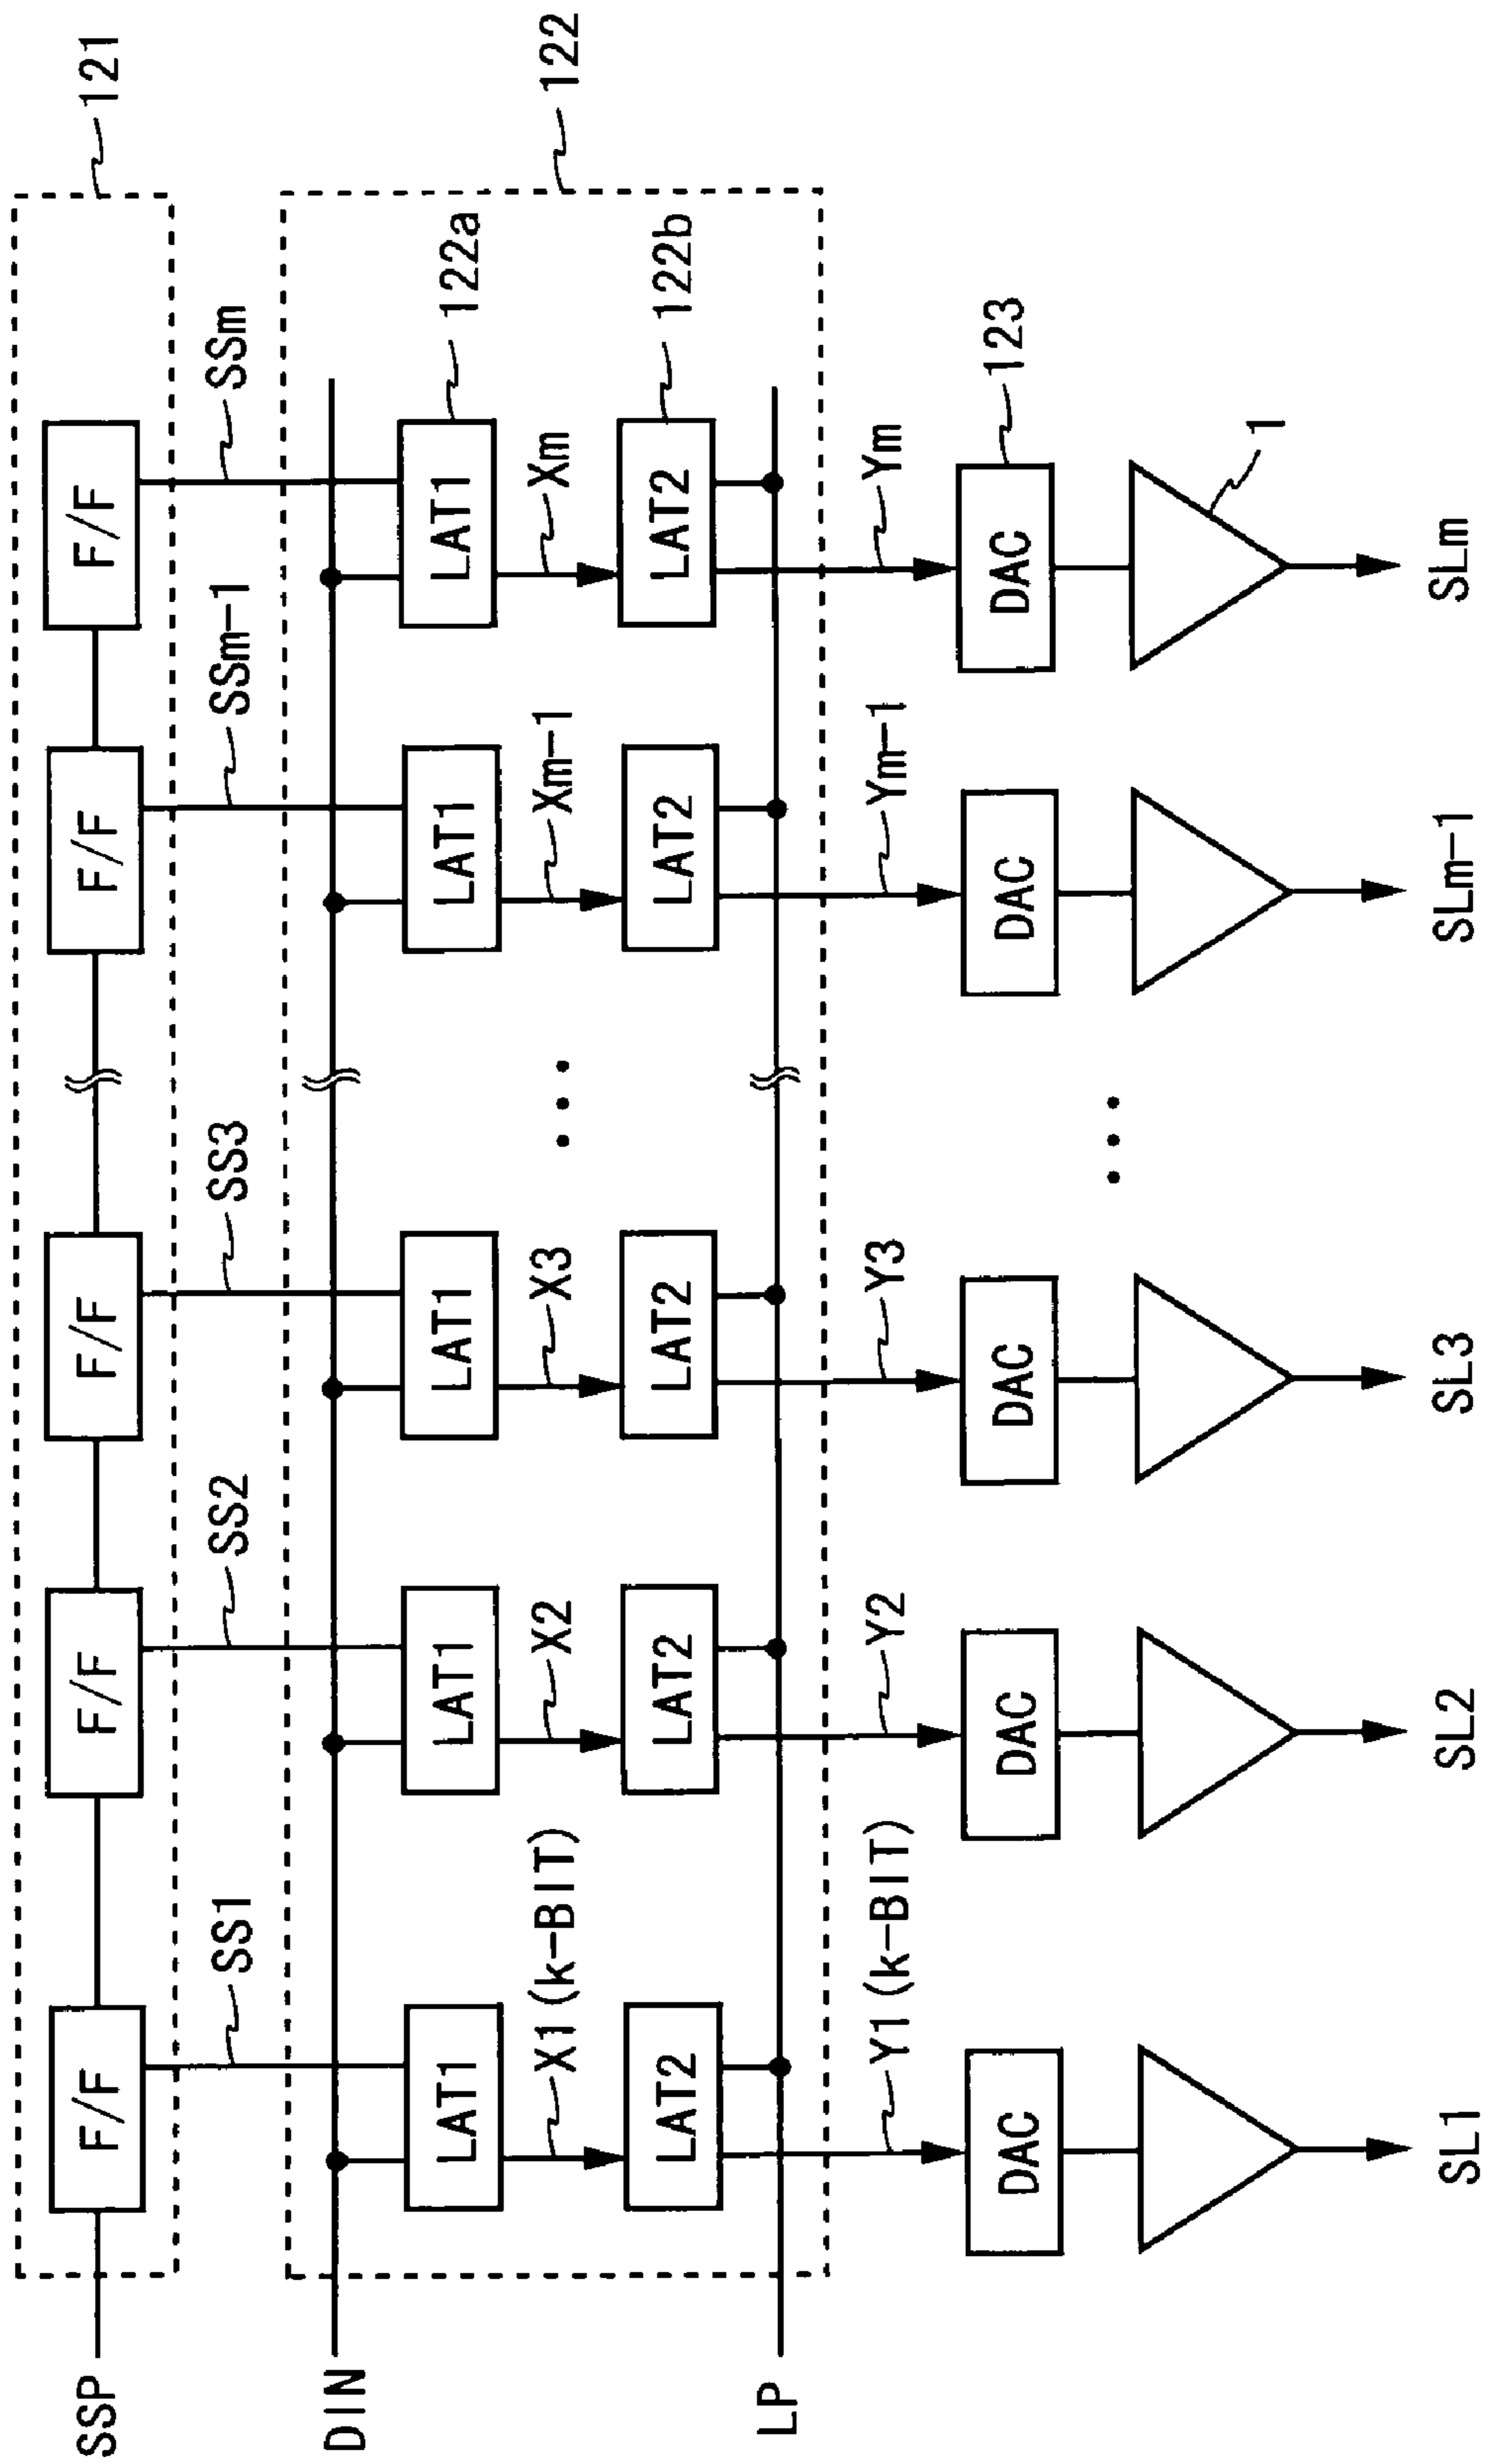 121
SSP
F/F
F/F
F/F
F/F
F/F
SS1
SS2
SS3
SSm-1
SSm
122
DIN
LAT1
LAT1
LAT1
LAT1
LAT1
122a
X1(k-BIT)
X2
X3
Xm-1
Xm
LAT2
LAT2
LAT2
LAT2
LAT2
122b
LP
Y1(k-BIT)
Y2
Y3
Ym-1
Ym
DAC
DAC
DAC
DAC
DAC
123
1
SL1
SL2
SL3
SLm-1
SLm